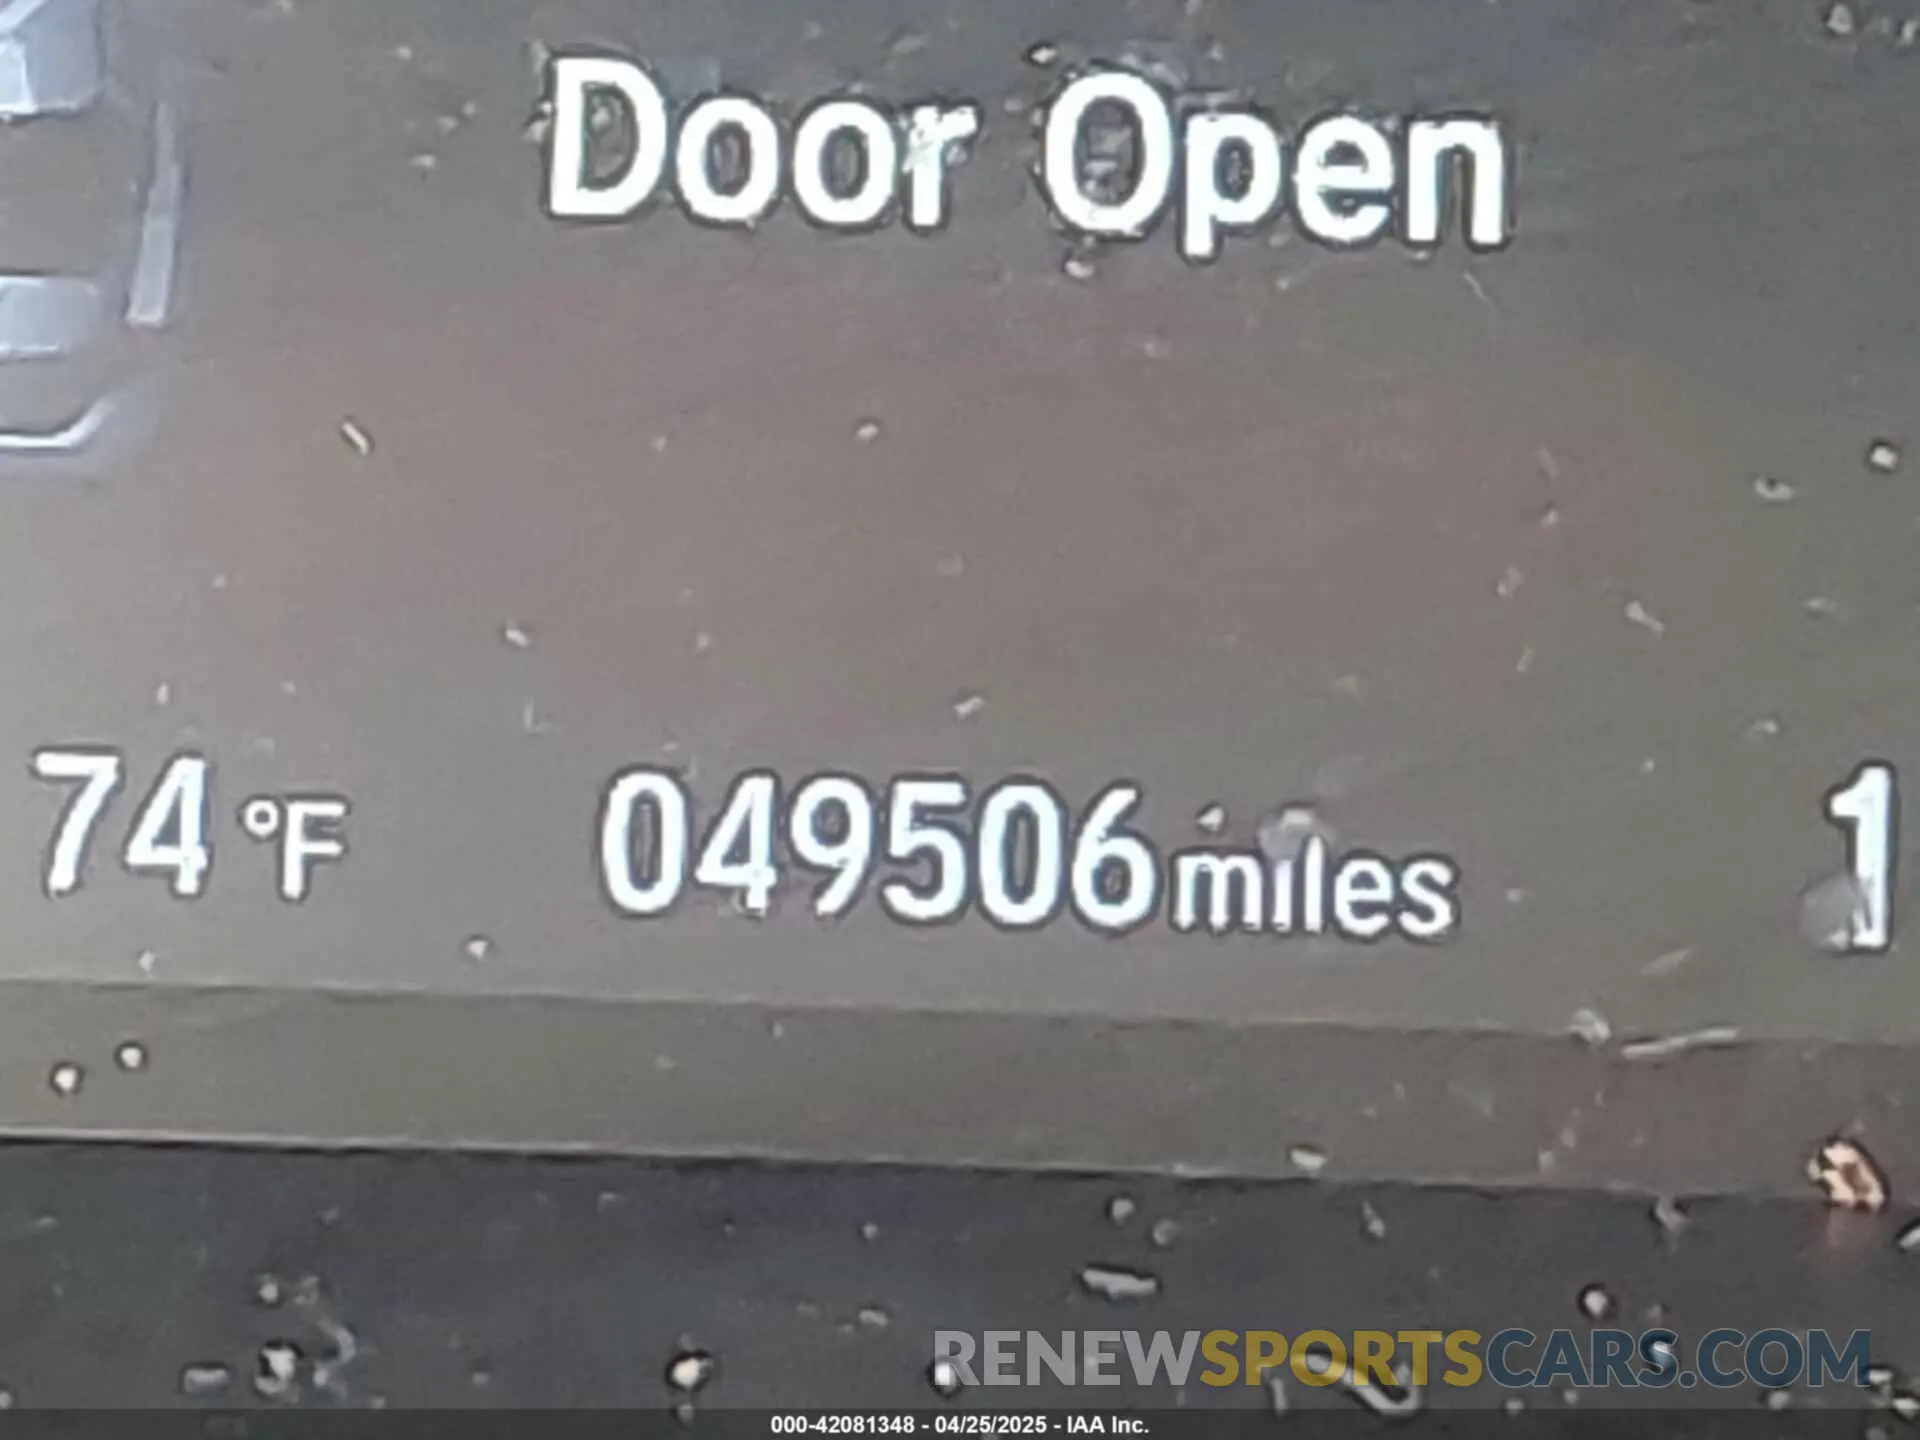 Door Open
74 °F 049506 miles 1
RENEWSPORTSCARS.COM
000-42081348 - 04/25/2025 - IAA Inc.